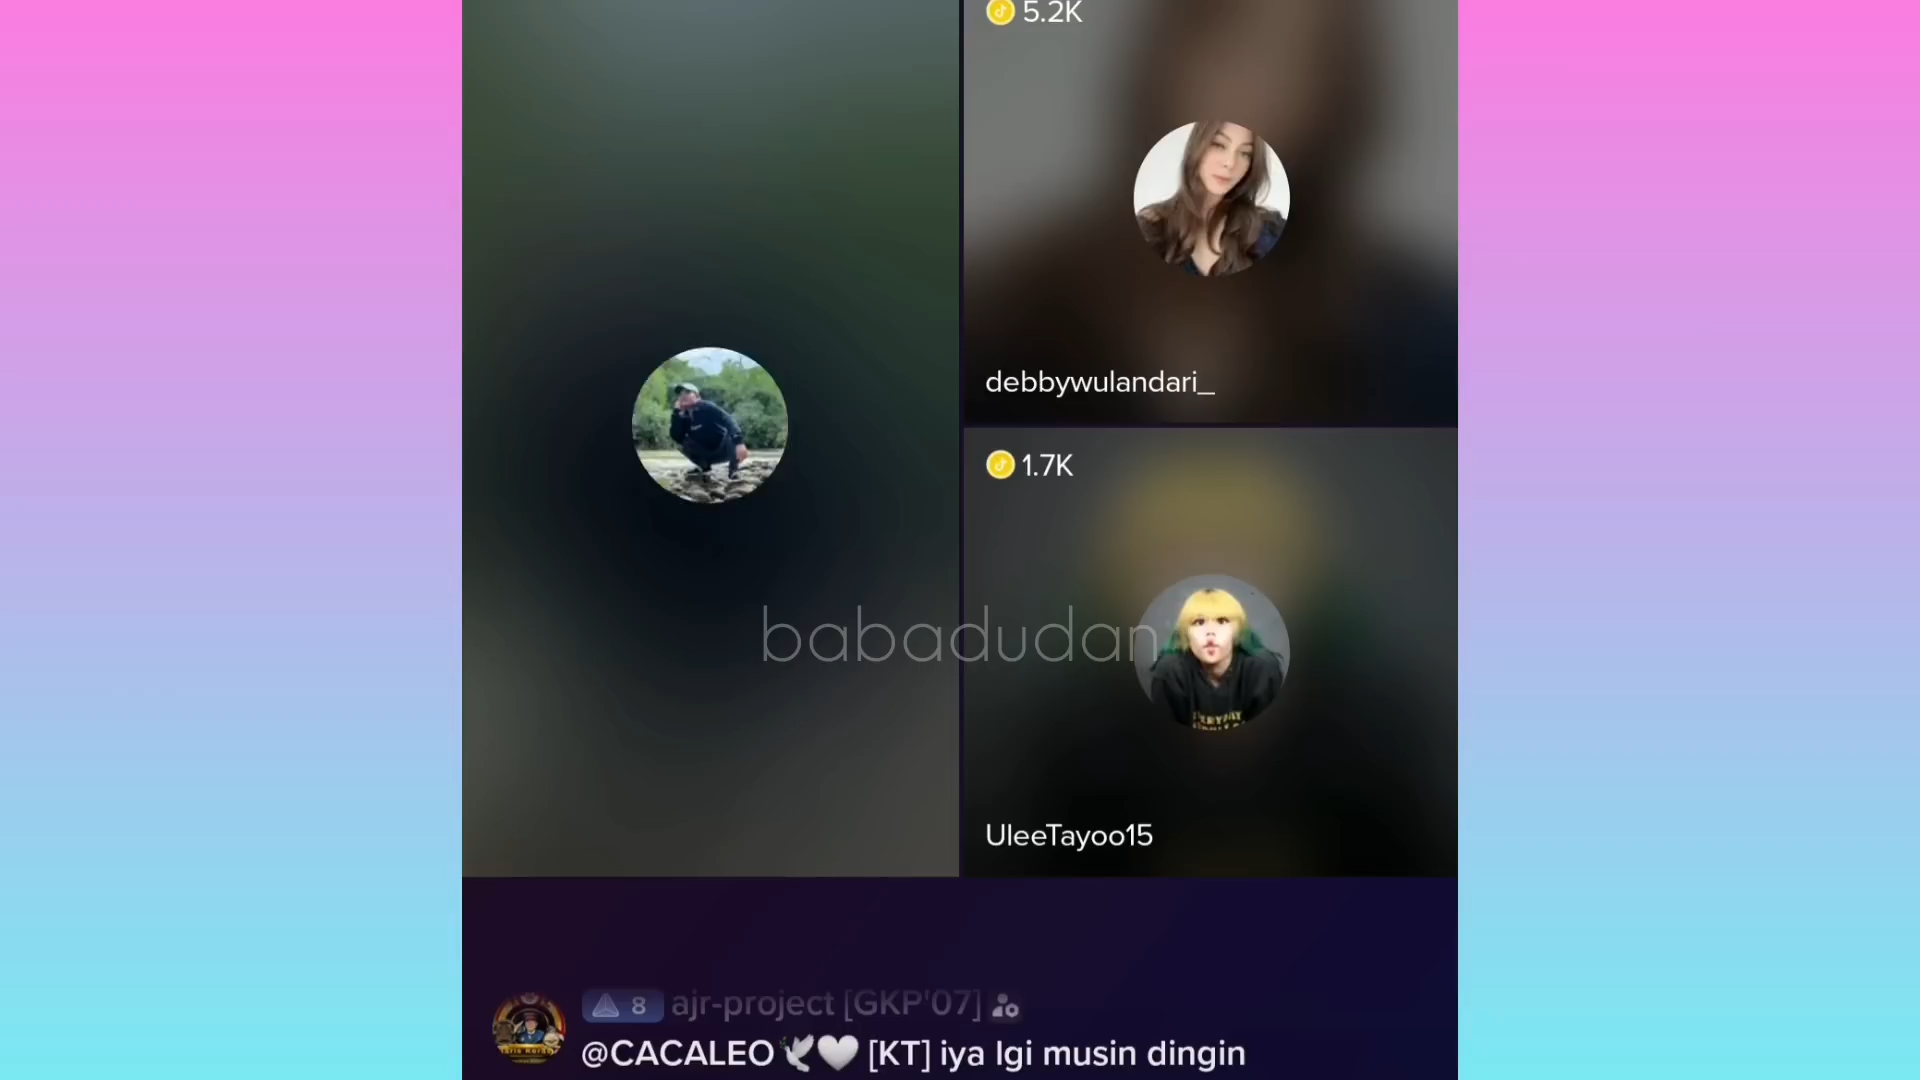 5.2K
debbywulandari_
1.7K
babadudan
UleeTayoo15
8 ajr-project [GKP'07]
@CACALEO🕊🤍 [KT] iya lgi musin dingin